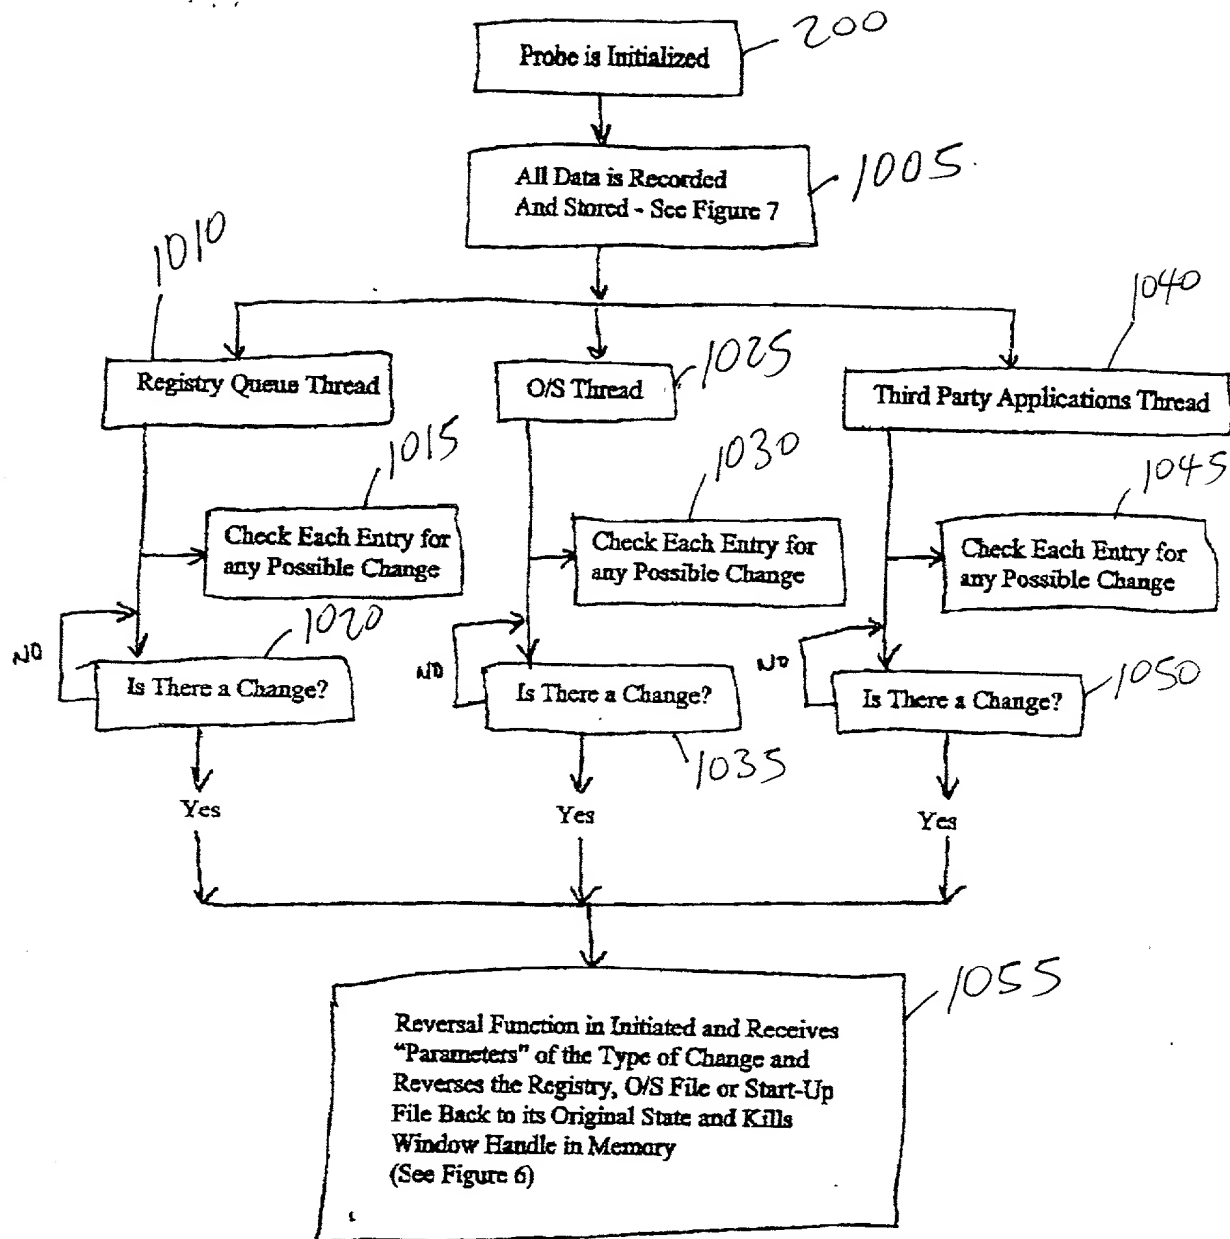 Probe is Initialized
200
All Data is Recorded
And Stored - See Figure 7
1005
1010
1040
Registry Queue Thread
O/S Thread
1025
Third Party Applications Thread
1015
1030
1045
Check Each Entry for
any Possible Change
Check Each Entry for
any Possible Change
Check Each Entry for
any Possible Change
NO
1020
NO
NO
Is There a Change?
Is There a Change?
Is There a Change?
1050
1035
Yes
Yes
Yes
1055
Reversal Function in Initiated and Receives
"Parameters" of the Type of Change and
Reverses the Registry, O/S File or Start-Up
File Back to its Original State and Kills
Window Handle in Memory
(See Figure 6)